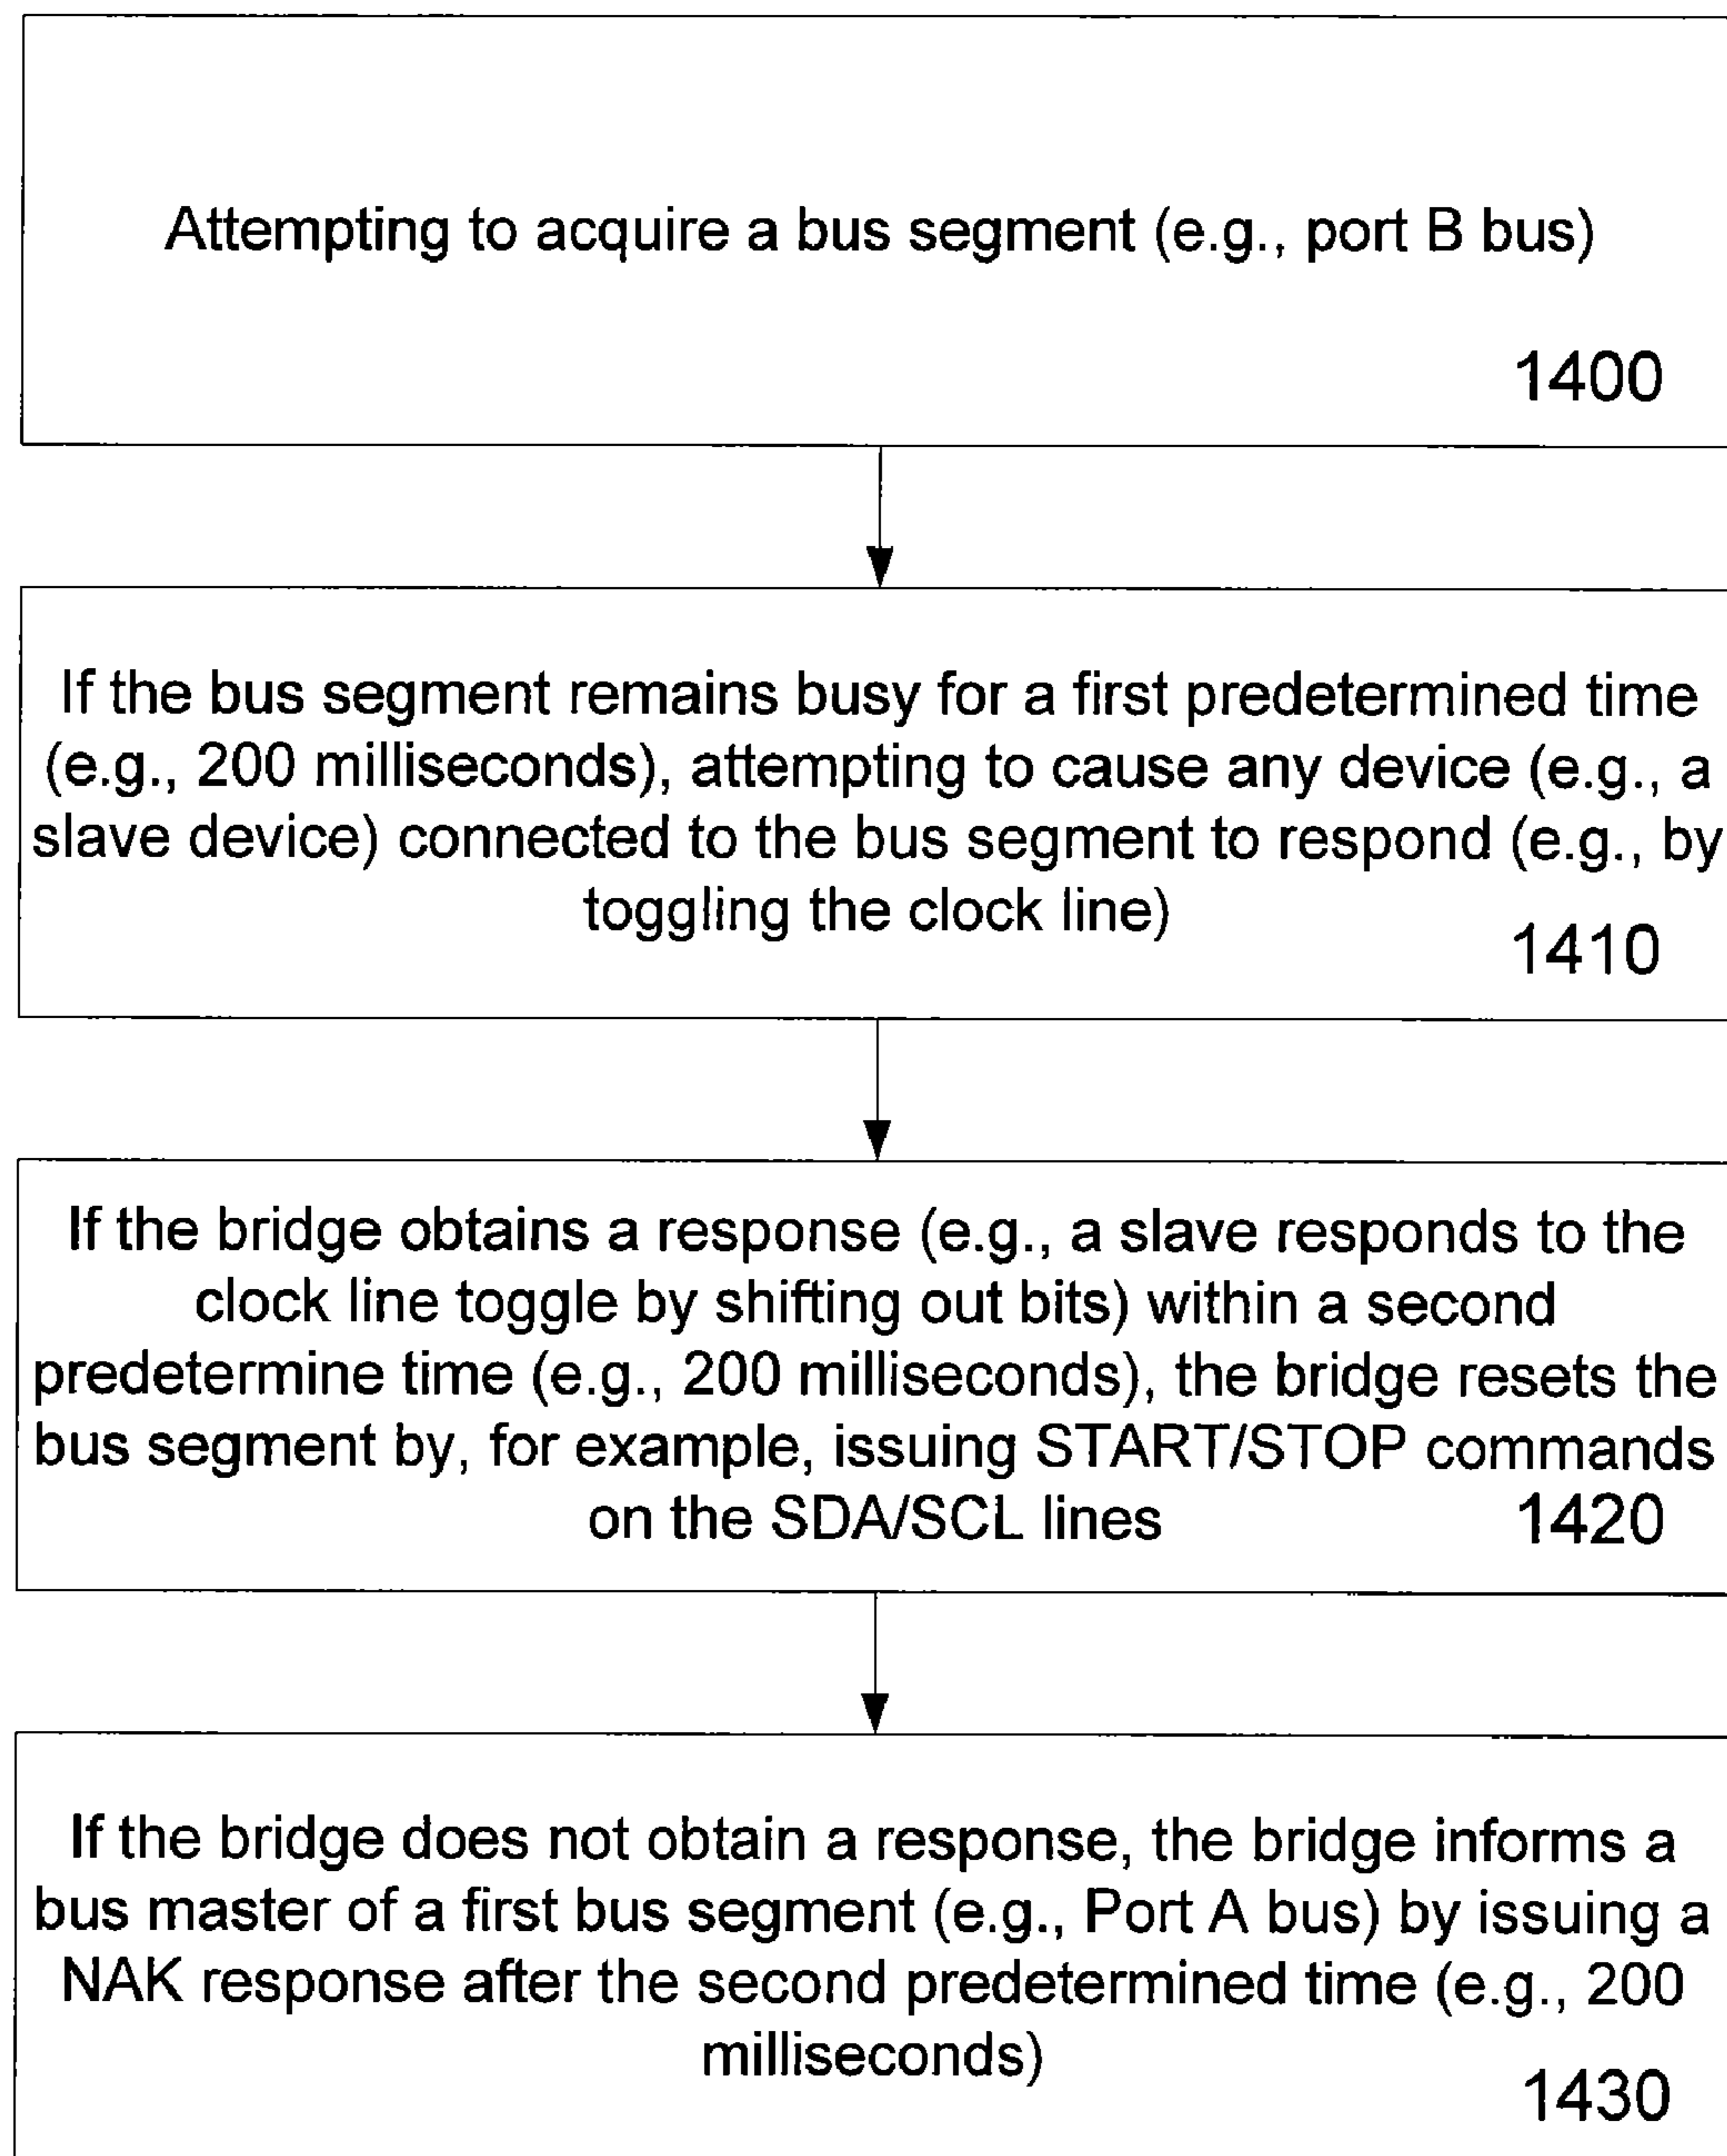 Attempting to acquire a bus segment (e.g., port B bus)
1400
If the bus segment remains busy for a first predetermined time
(e.g., 200 milliseconds), attempting to cause any device (e.g., a
slave device) connected to the bus segment to respond (e.g., by
toggling the clock line)
1410
If the bridge obtains a response (e.g., a slave responds to the
clock line toggle by shifting out bits) within a second
predetermine time (e.g., 200 milliseconds), the bridge resets the
bus segment by, for example, issuing START/STOP commands
on the SDA/SCL lines
1420
If the bridge does not obtain a response, the bridge informs a
bus master of a first bus segment (e.g., Port A bus) by issuing a
NAK response after the second predetermined time (e.g., 200
milliseconds)
1430